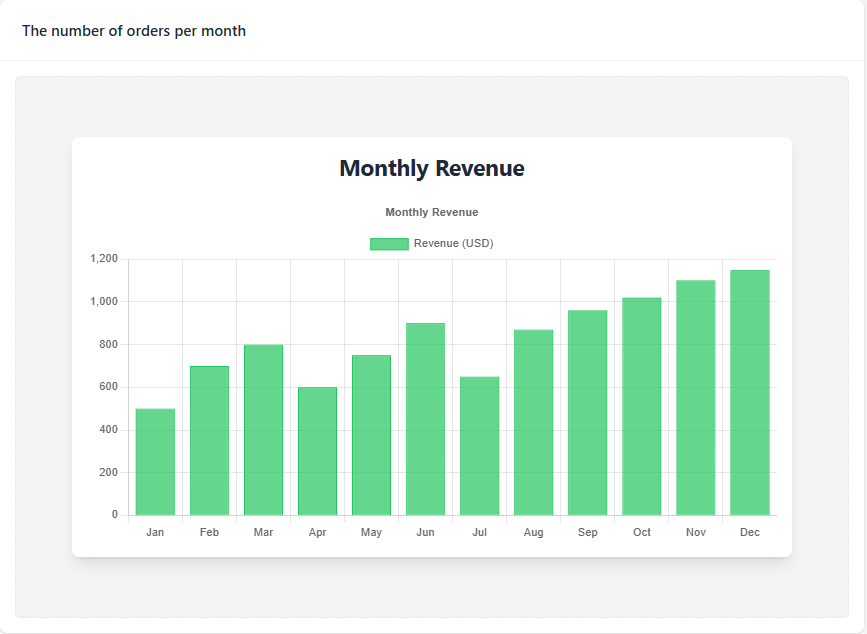 The number of orders per month
Monthly Revenue
Monthly Revenue
Revenue (USD)
1,200
1,000
800
600
400
200
0
Jan Feb Mar Apr May Jun Jul Aug Sep Oct Nov Dec